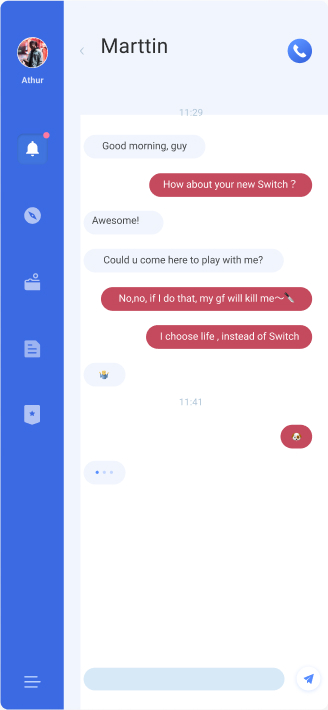 Marttin
Athur
11:29
Good morning, guy
How about your new Switch ?
Awesome!
Could u come here to play with me?
No,no, if I do that, my gf will kill me～🔪
I choose life , instead of Switch
11:41